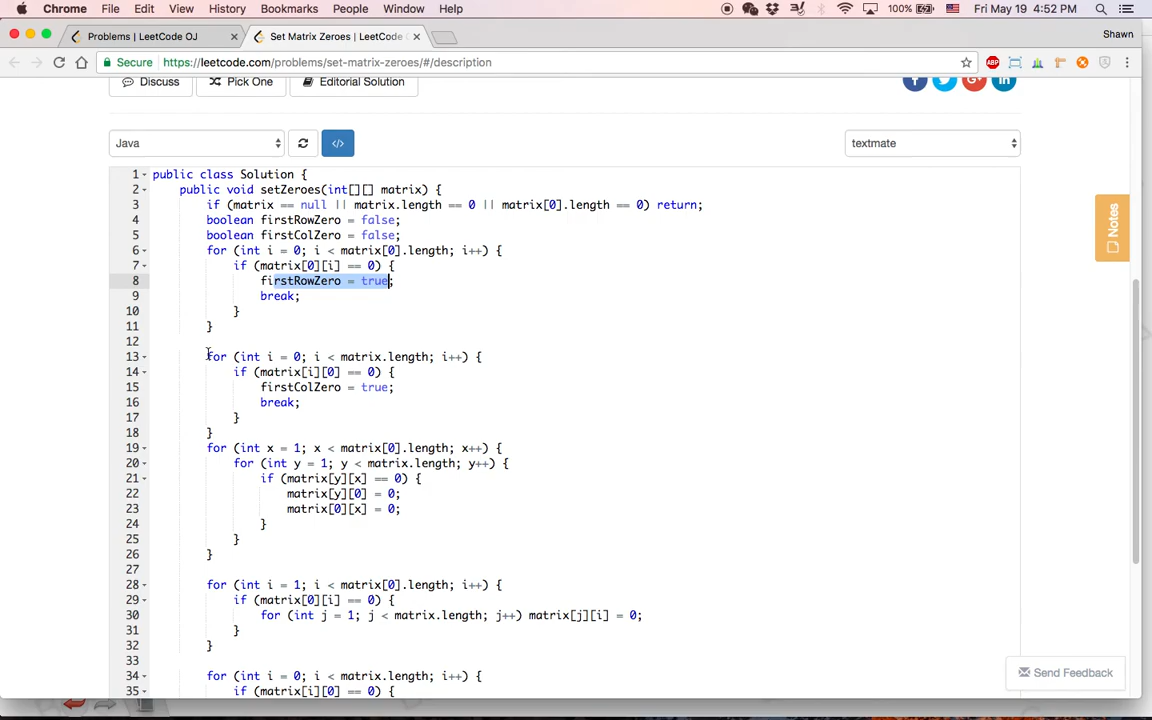 Chrome File Edit View History Bookmarks People Window Help 100% Fri May 19 4:52 PM
Problems | LeetCode OJ × Set Matrix Zeroes | LeetCode × Shawn
Secure https://leetcode.com/problems/set-matrix-zeroes/#/description ABP
Discuss Pick One Editorial Solution
Java </> textmate
1 public class Solution {
2 public void setZeroes(int[][] matrix) {
3 if (matrix == null || matrix.length == 0 || matrix[0].length == 0) return;
4 boolean firstRowZero = false;
5 boolean firstColZero = false;
6 for (int i = 0; i < matrix[0].length; i++) {
7 if (matrix[0][i] == 0) {
8 firstRowZero = true;
9 break;
10 }
11 }
12
13 for (int i = 0; i < matrix.length; i++) {
14 if (matrix[i][0] == 0) {
15 firstColZero = true;
16 break;
17 }
18 }
19 for (int x = 1; x < matrix[0].length; x++) {
20 for (int y = 1; y < matrix.length; y++) {
21 if (matrix[y][x] == 0) {
22 matrix[y][0] = 0;
23 matrix[0][x] = 0;
24 }
25 }
26 }
27
28 for (int i = 1; i < matrix[0].length; i++) {
29 if (matrix[0][i] == 0) {
30 for (int j = 1; j < matrix.length; j++) matrix[j][i] = 0;
31 }
32 }
33
34 for (int i = 0; i < matrix.length; i++) {
35 if (matrix[i][0] == 0) {
Notes
Send Feedback